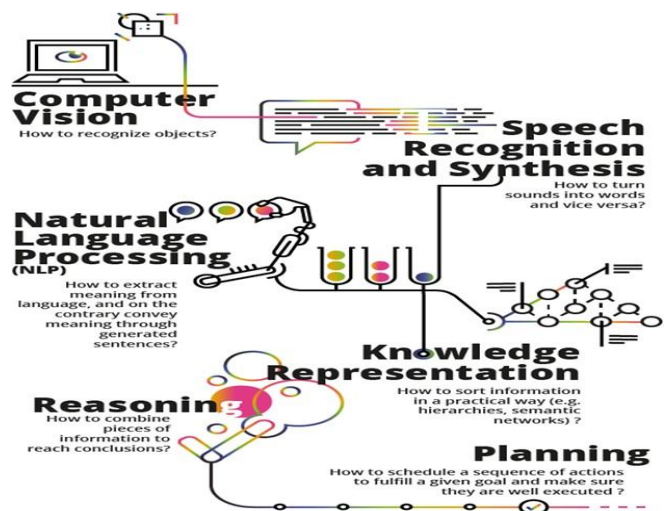 Computer
Vision
How to recognize objects?
Speech
Recognition
and Synthesis
How to turn
sounds into words
and vice versa?
Natural
Language
Processing
(NLP)
How to extract
meaning from
language, and on the
contrary convey
meaning through
generated
sentences?
Knowledge
Representation
How to sort information
in a practical way (e.g.
hierarchies, semantic
networks) ?
Reasoning
How to combine
pieces of
information to
reach conclusions?
Planning
How to schedule a sequence of actions
to fulfill a given goal and make sure
they are well executed ?